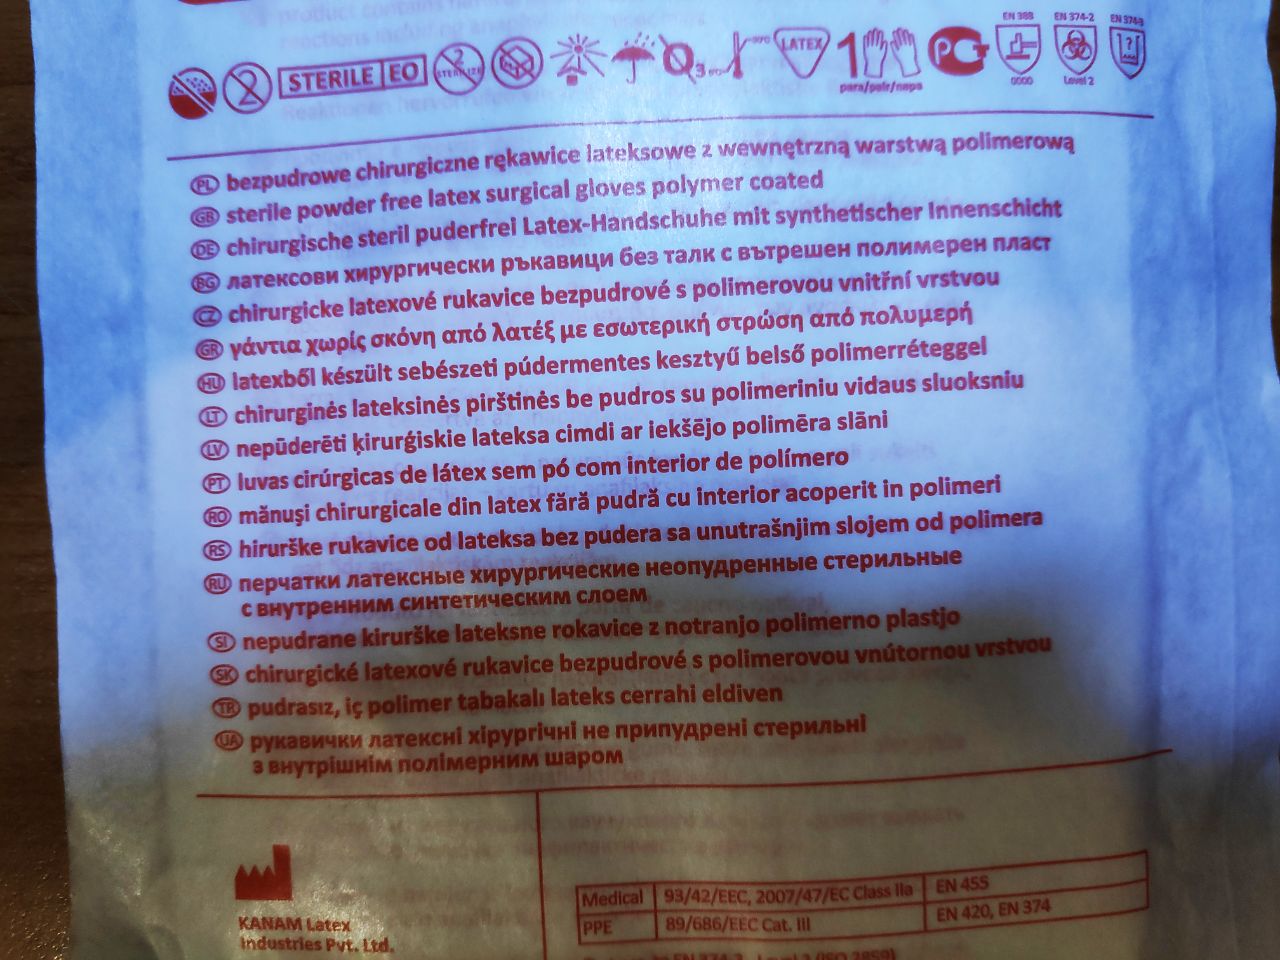 EN 388 EN 374-2 EN 374-3
2 STERILE EO 2 STERILIZE LATEX 1
para/pair/пара 0000 Level 2
PL bezpudrowe chirurgiczne rękawice lateksowe z wewnętrzną warstwą polimerową
GB sterile powder free latex surgical gloves polymer coated
DE chirurgische steril puderfrei Latex-Handschuhe mit synthetischer Innenschicht
BG латексови хирургически ръкавици без талк с вътрешен полимерен пласт
CZ chirurgicke latexové rukavice bezpudrové s polimerovou vnitřní vrstvou
GR γάντια χωρίς σκόνη από λατέξ με εσωτερική στρώση από πολυμερή
HU latexből készült sebészeti púdermentes kesztyű belső polimerréteggel
LT chirurginės lateksinės pirštinės be pudros su polimeriniu vidaus sluoksniu
LV nepūderēti ķirurģiskie lateksa cimdi ar iekšējo polimēra slāni
PT luvas cirúrgicas de látex sem pó com interior de polímero
RO mănuşi chirurgicale din latex fără pudră cu interior acoperit in polimeri
RS hirurške rukavice od lateksa bez pudera sa unutrašnjim slojem od polimera
RU перчатки латексные хирургические неопудренные стерильные
с внутренним синтетическим слоем
SI nepudrane kirurške lateksne rokavice z notranjo polimerno plastjo
SK chirurgické latexové rukavice bezpudrové s polimerovou vnútornou vrstvou
TR pudrasız, iç polimer tabakalı lateks cerrahi eldiven
UA рукавички латексні хірургічні не припудрені стерильні
з внутрішнім полімерним шаром
KANAM Latex
Industries Pvt. Ltd.
Medical 93/42/EEC, 2007/47/EC Class IIa EN 455
PPE 89/686/EEC Cat. III EN 420, EN 374